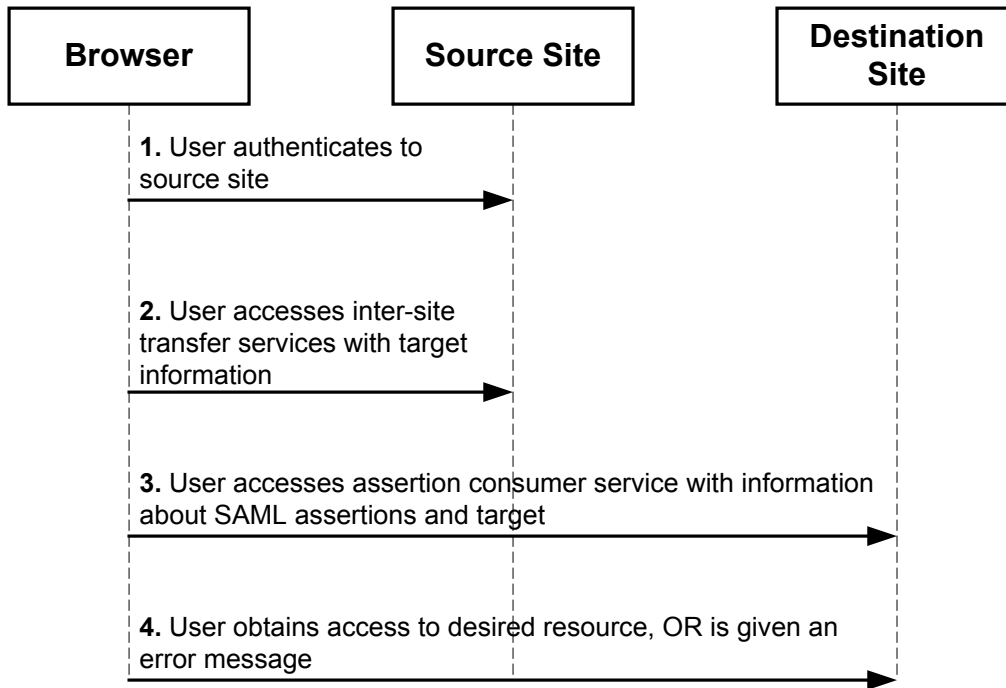 Browser
Source Site
Destination
Site
1. User authenticates to
source site
2. User accesses inter-site
transfer services with target
information
3. User accesses assertion consumer service with information
about SAML assertions and target
4. User obtains access to desired resource, OR is given an
error message